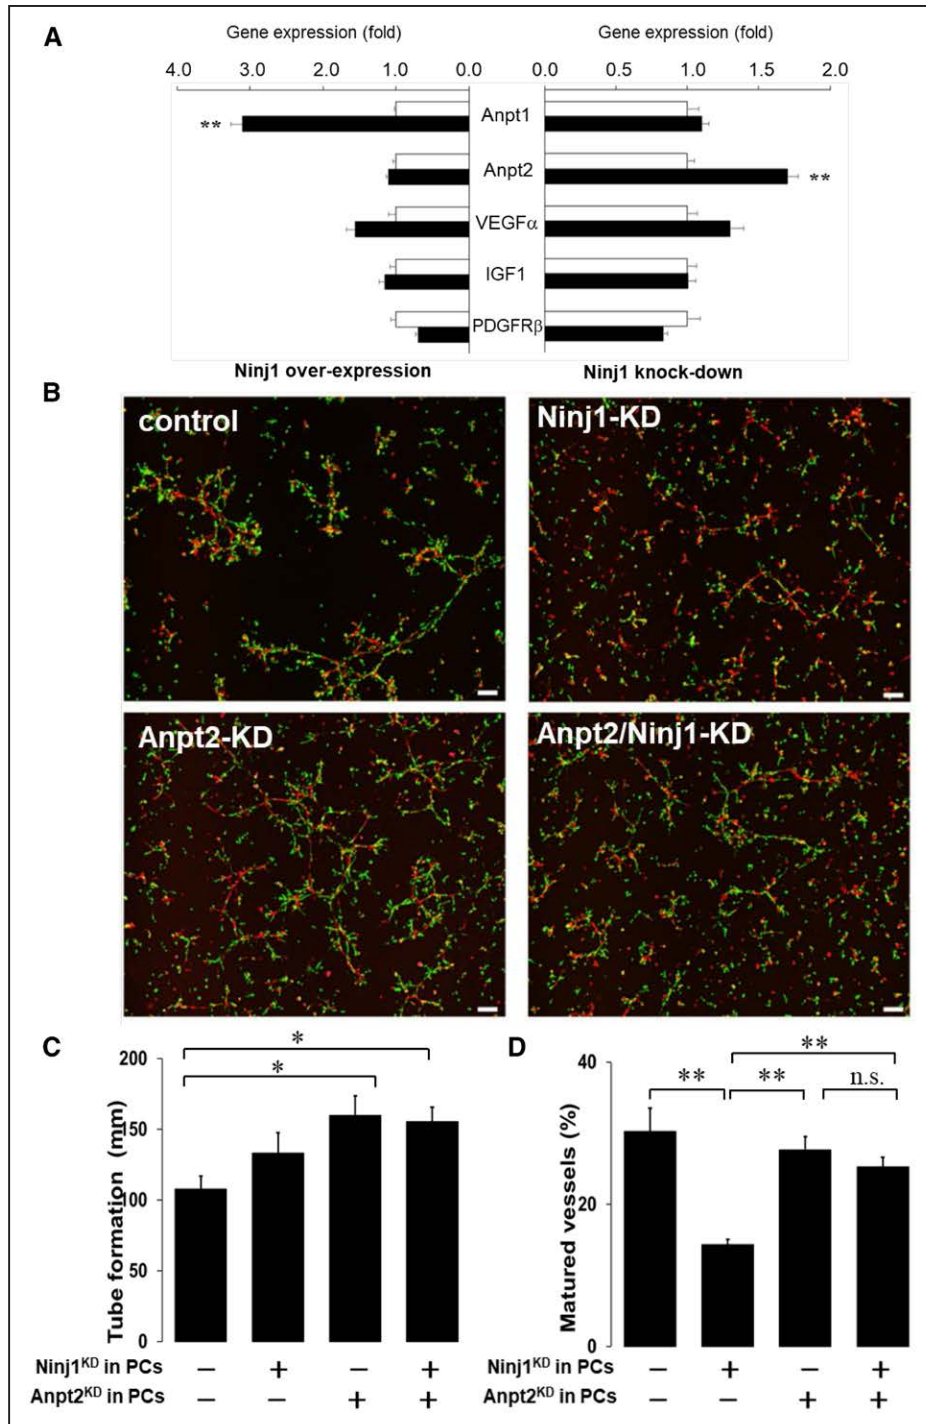 A
Gene expression (fold) Gene expression (fold)
4.0 3.0 2.0 1.0 0.0 0.0 0.5 1.0 1.5 2.0
** Anpt1
Anpt2 **
VEGFα
IGF1
PDGFRβ
Ninj1 over-expression Ninj1 knock-down
B
control Ninj1-KD
Anpt2-KD Anpt2/Ninj1-KD
C
*
*
Tube formation (mm)
200
150
100
50
0
Ninj1KD in PCs − + − +
Anpt2KD in PCs − − + +
D
**
** ** n.s.
Matured vessels (%)
40
20
0
Ninj1KD in PCs − + − +
Anpt2KD in PCs − − + +